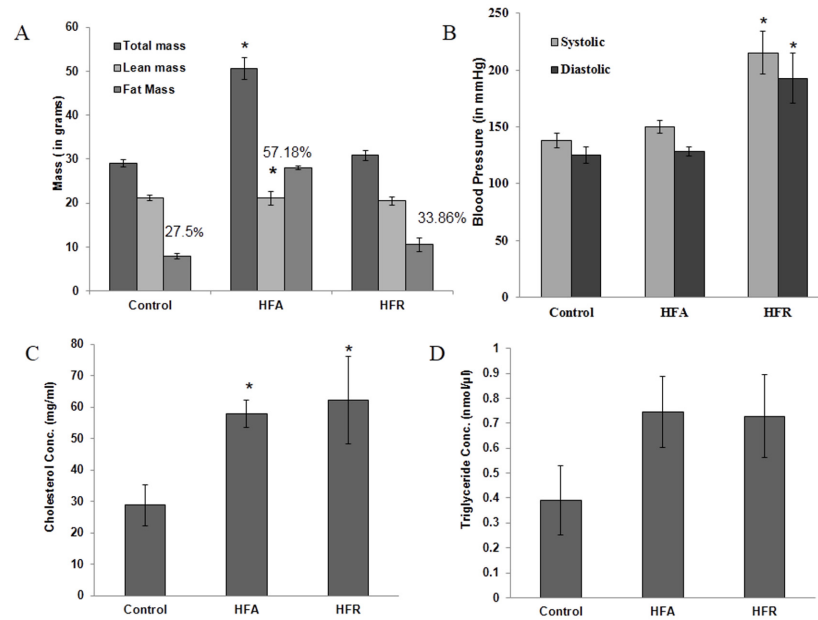 A
Total mass
Lean mass
Fat Mass
Mass ( in grams)
60
50
40
30
20
10
0
*
*
27.5%
57.18%
33.86%
Control
HFA
HFR
B
Systolic
Diastolic
Blood Pressure (in mmHg)
250
200
150
100
50
0
*
*
Control
HFA
HFR
C
Cholesterol Conc. (mg/ml)
80
70
60
50
40
30
20
10
0
*
*
Control
HFA
HFR
D
Triglyceride Conc. (nmol/µl)
1
0.9
0.8
0.7
0.6
0.5
0.4
0.3
0.2
0.1
0
Control
HFA
HFR